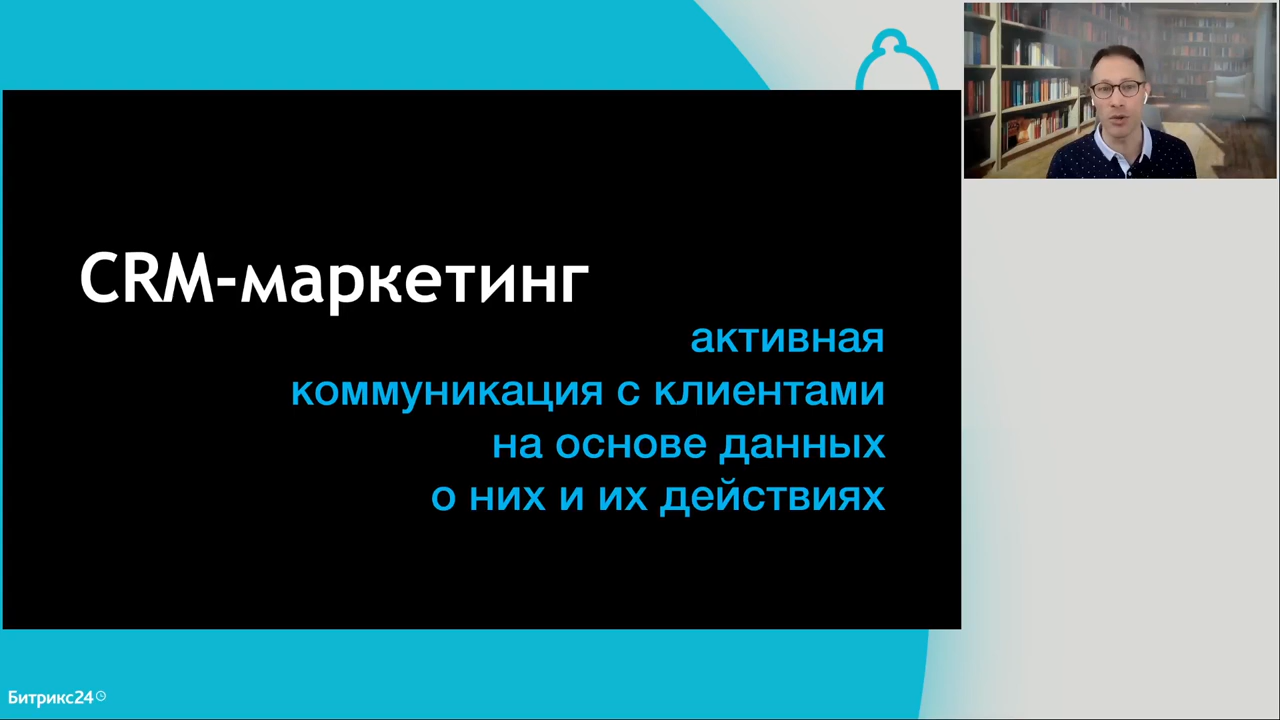 CRM-маркетинг
активная
коммуникация с клиентами
на основе данных
о них и их действиях
Битрикс24